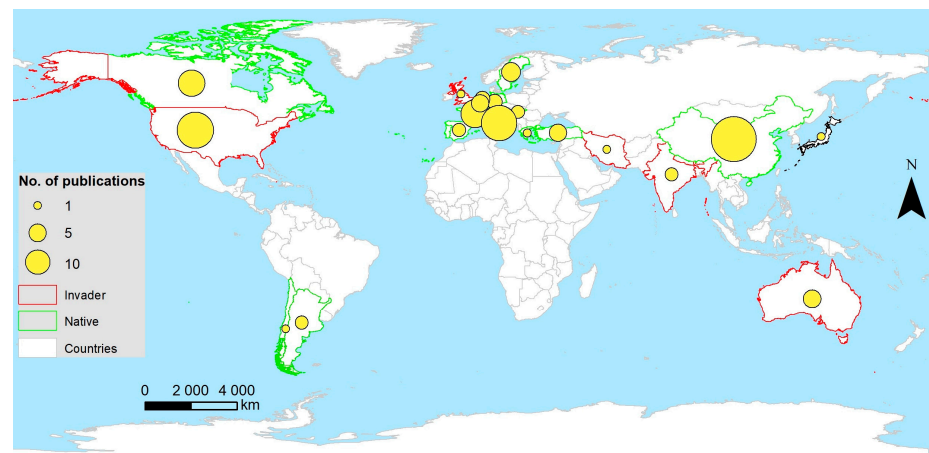 N
No. of publications
1
5
10
Invader
Native
Countries
0 2 000 4 000
km